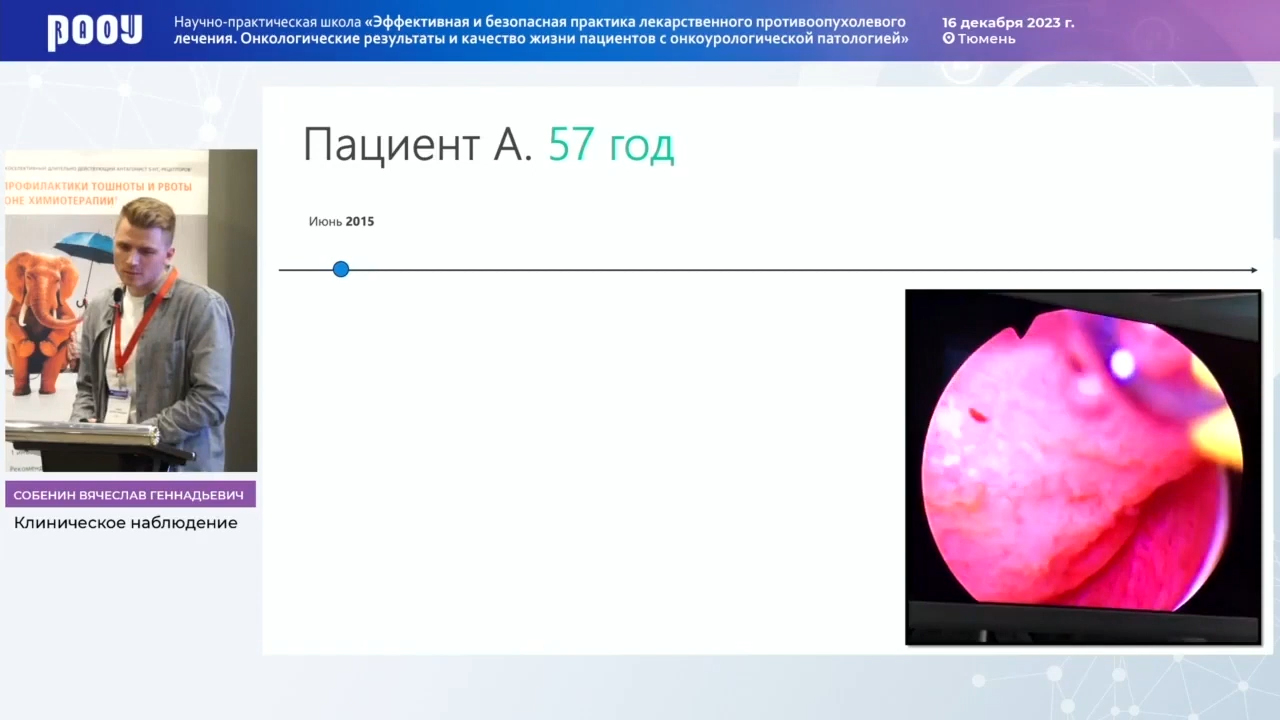 РАОУ
Научно-практическая школа «Эффективная и безопасная практика лекарственного противоопухолевого
лечения. Онкологические результаты и качество жизни пациентов с онкоурологической патологией»
16 декабря 2023 г.
Тюмень
Пациент А. 57 год
Июнь 2015
ПРОФИЛАКТИКИ ТОШНОТЫ И РВОТЫ
ОНЕ ХИМИОТЕРАПИИ
СОБЕНИН ВЯЧЕСЛАВ ГЕННАДЬЕВИЧ
Клиническое наблюдение